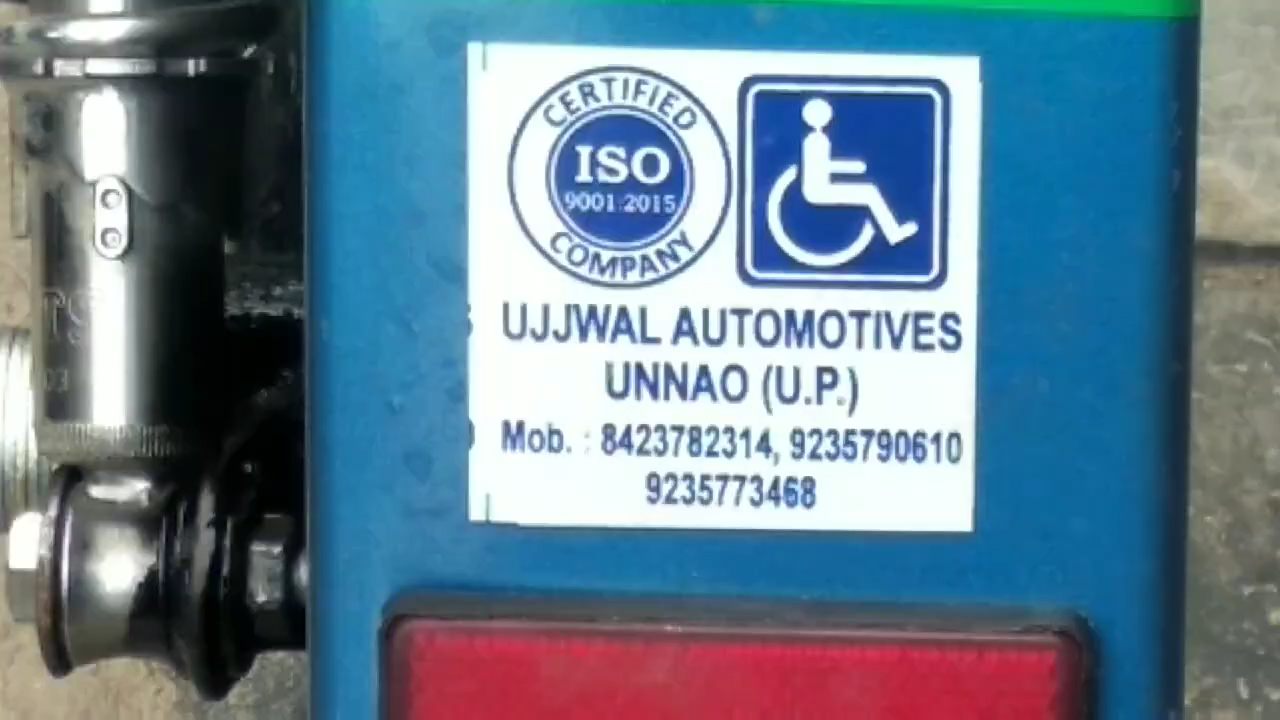 CERTIFIED
ISO
9001:2015
COMPANY
UJJWAL AUTOMOTIVES
UNNAO (U.P.)
Mob. : 8423782314, 9235790610
9235773468